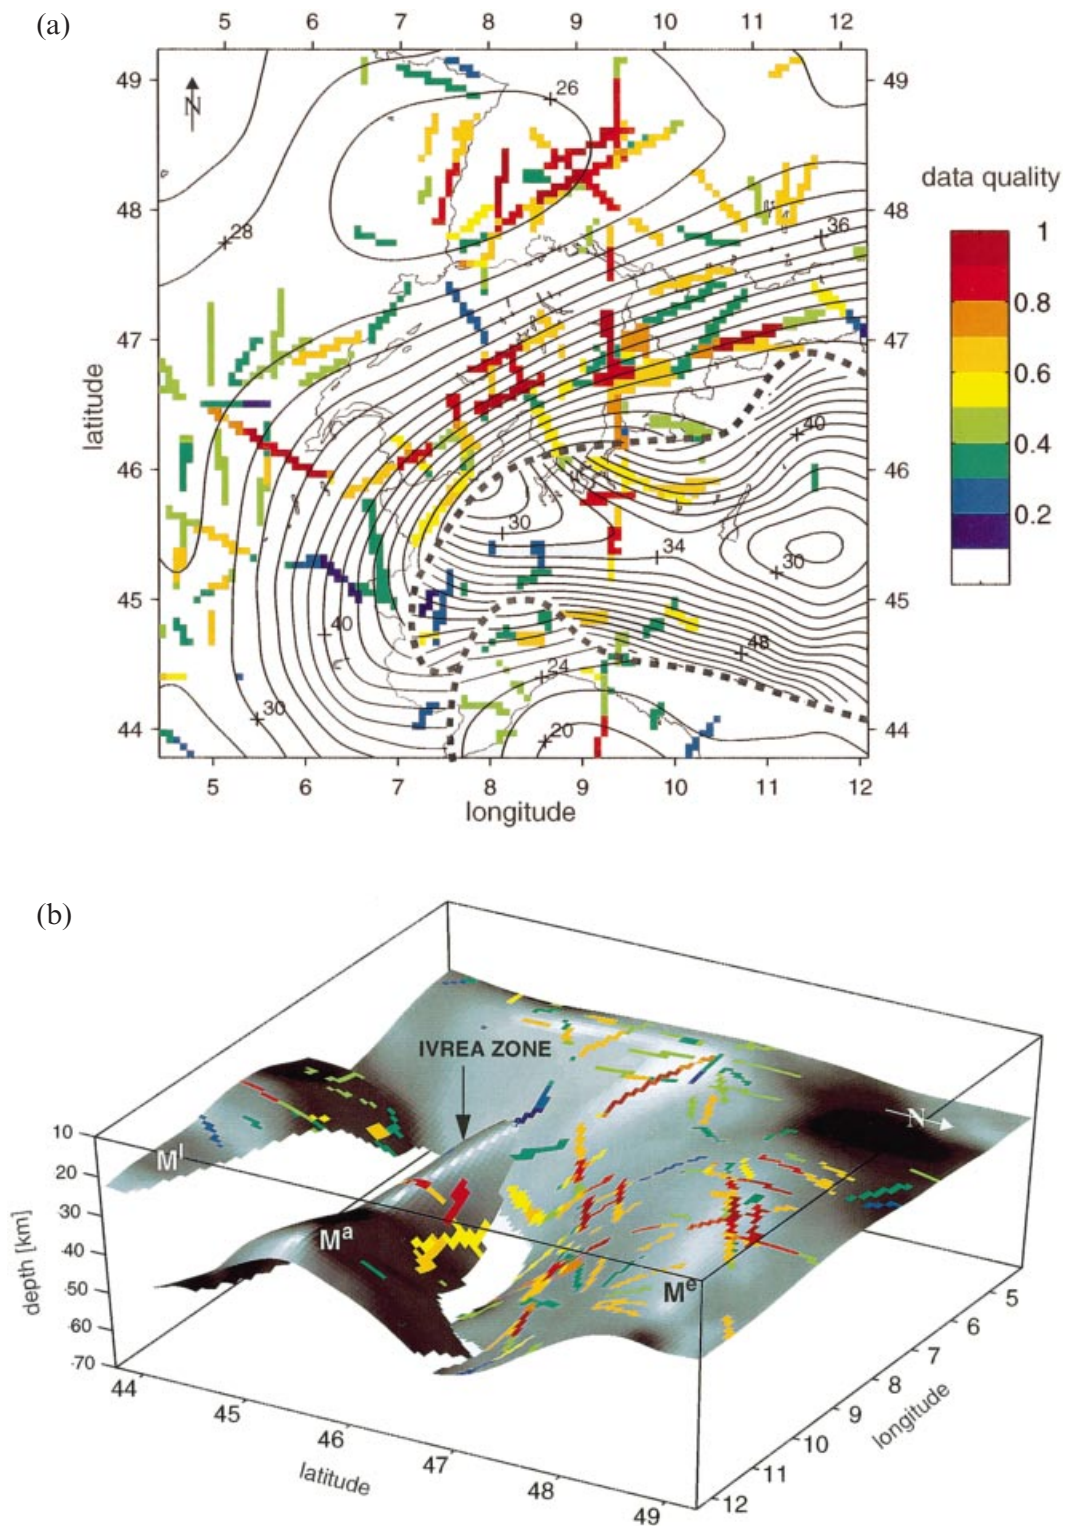 (a)
5 6 7 8 9 10 11 12
49 49
N
26
data quality
48 48
28
36
1
0.8
47 47
0.6
latitude
40
46 46
0.4
30
34
30
0.2
45 45
40
48
24
30
20
44 44
5 6 7 8 9 10 11 12
longitude
(b)
IVREA ZONE
N
10
M^l
20
30
M^a
40
depth [km]
50
M^e
5
60
6
70
7
44
8
45
9
longitude
46
10
47
11
latitude
48
12
49